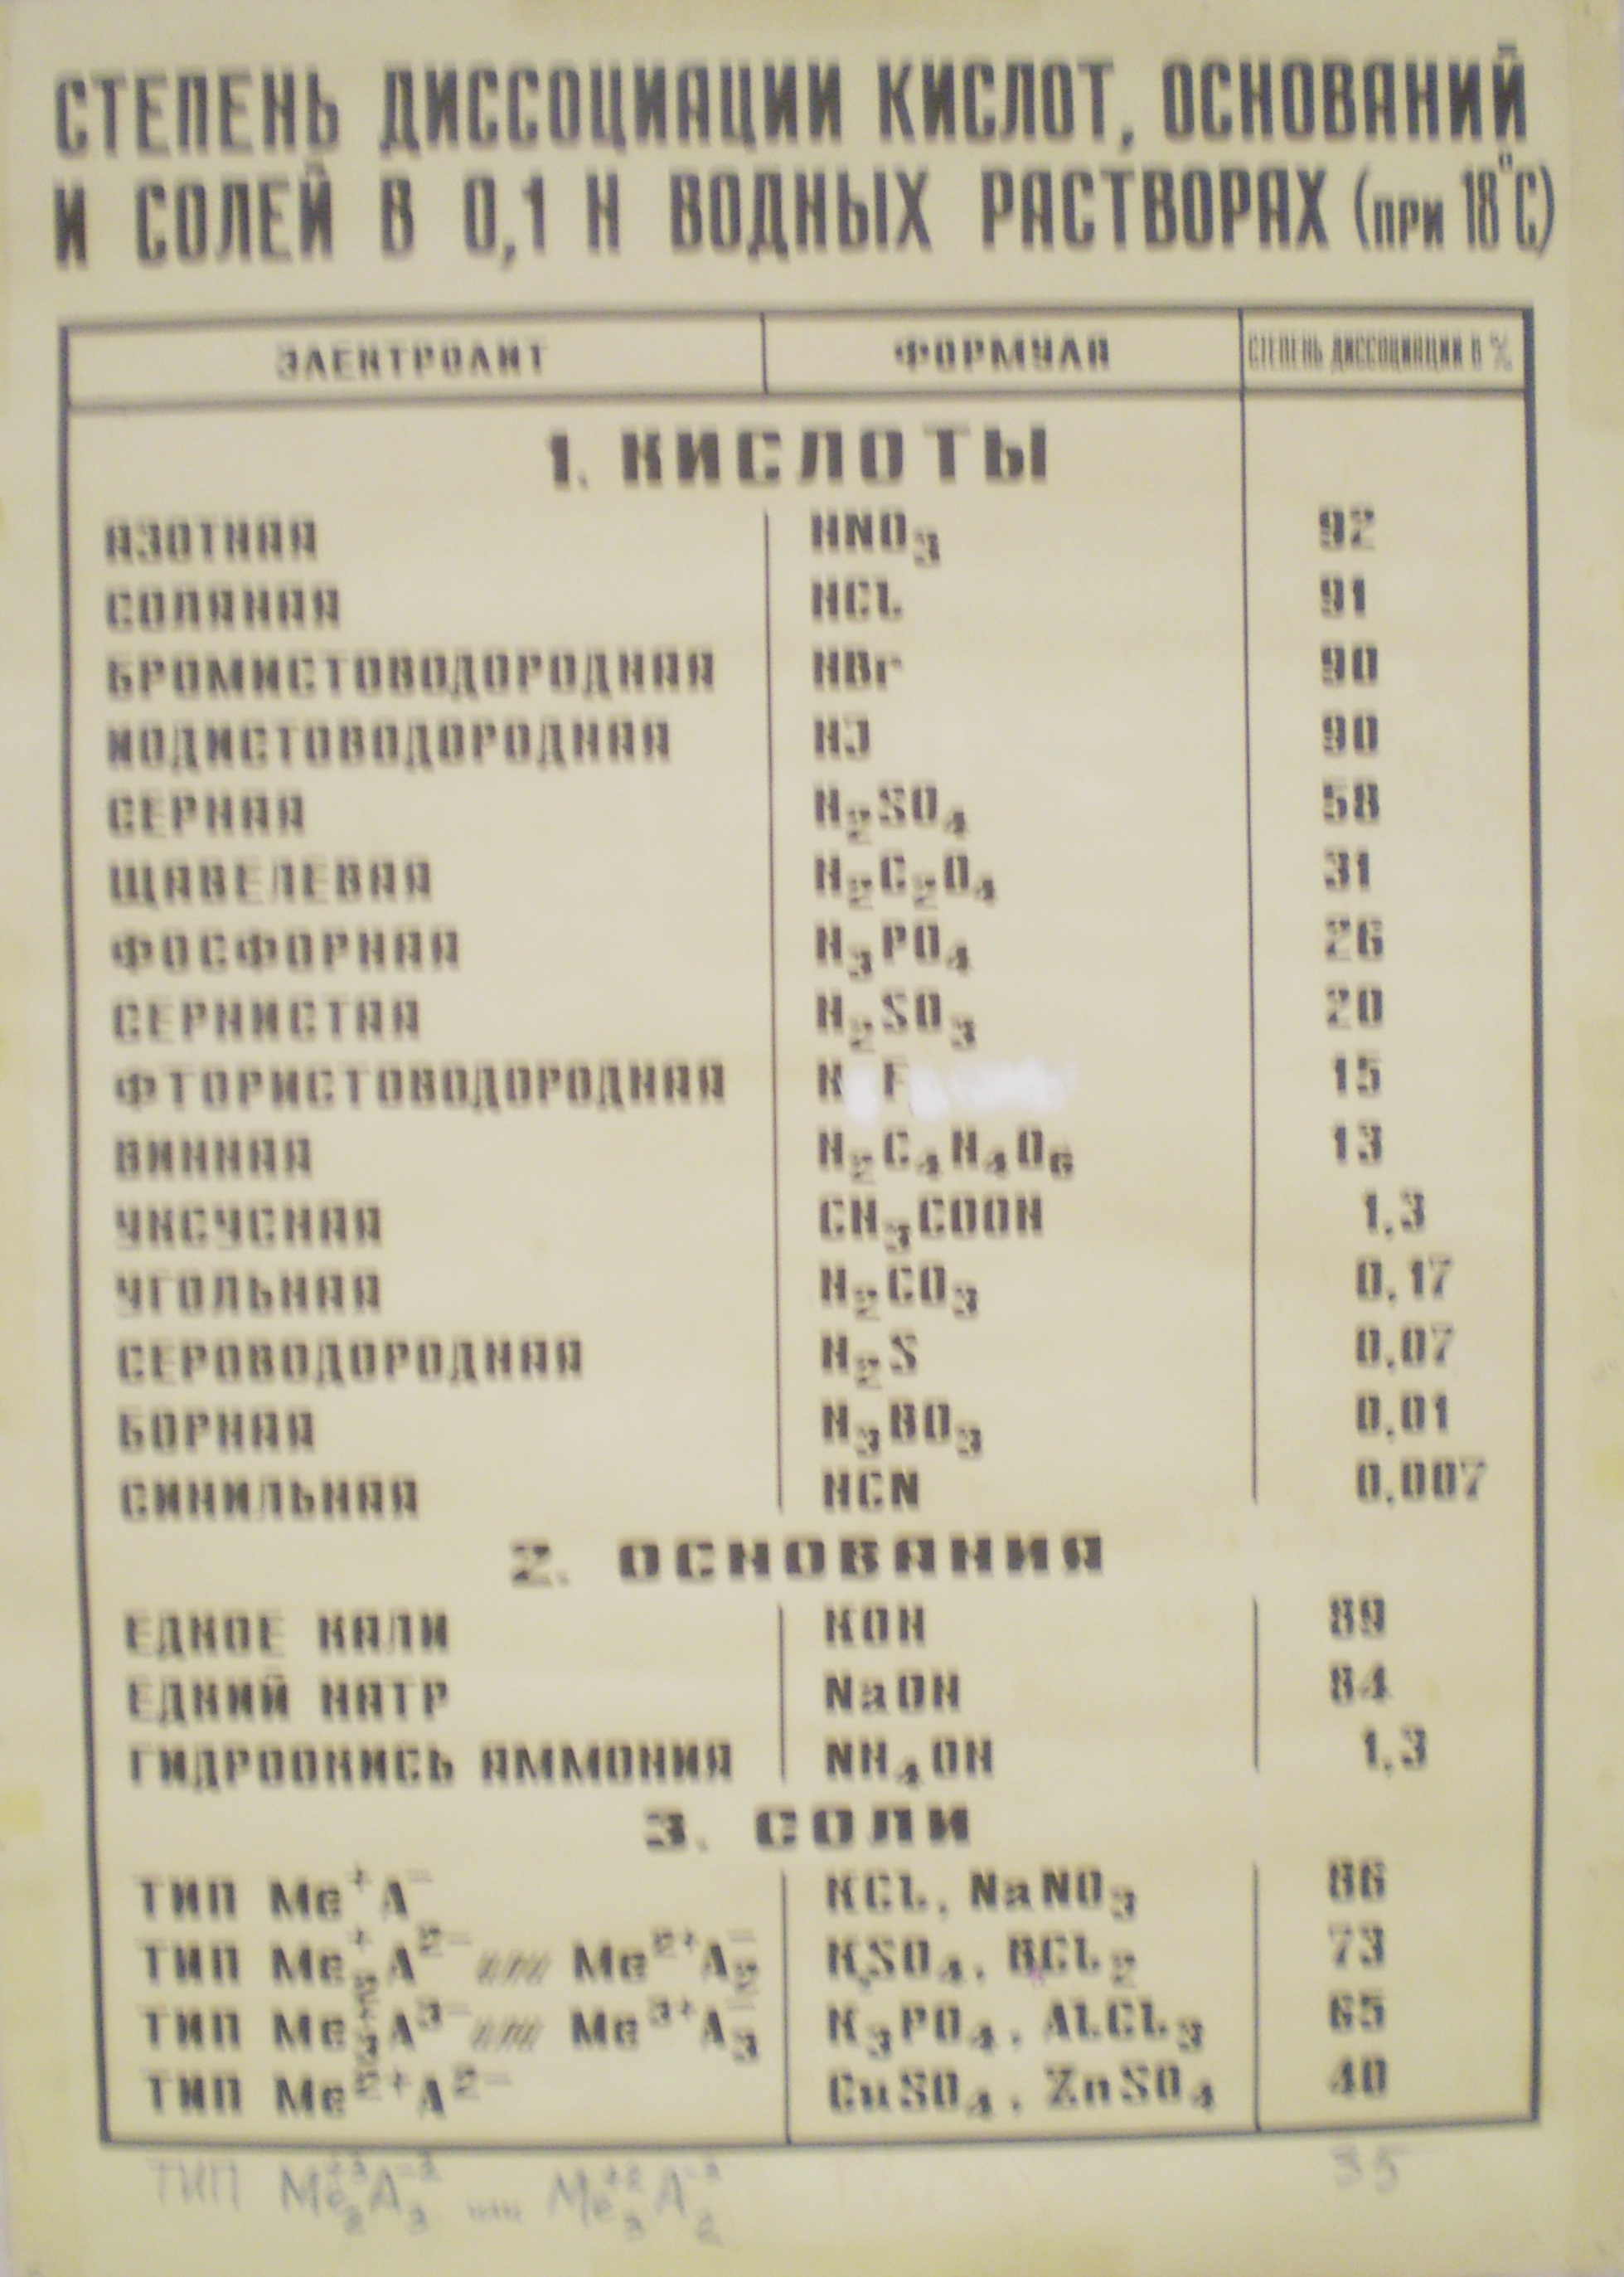 СТЕПЕНЬ ДИССОЦИАЦИИ КИСЛОТ, ОСНОВАНИЙ
И СОЛЕЙ В 0,1 Н ВОДНЫХ РАСТВОРАХ (при 18°С)
ЭЛЕКТРОЛИТ ФОРМУЛА СТЕПЕНЬ ДИССОЦИАЦИИ В %
1. КИСЛОТЫ
АЗОТНАЯ HNO₃ 92
СОЛЯНАЯ HCL 91
БРОМИСТОВОДОРОДНАЯ HBr 90
ИОДИСТОВОДОРОДНАЯ HJ 90
СЕРНАЯ H₂SO₄ 58
ЩАВЕЛЕВАЯ H₂C₂O₄ 31
ФОСФОРНАЯ H₃PO₄ 26
СЕРНИСТАЯ H₂SO₃ 20
ФТОРИСТОВОДОРОДНАЯ H F 15
ВИННАЯ H₂C₄H₄O₆ 13
УКСУСНАЯ CH₃COOH 1,3
УГОЛЬНАЯ H₂CO₃ 0,17
СЕРОВОДОРОДНАЯ H₂S 0,07
БОРНАЯ H₃BO₃ 0,01
СИНИЛЬНАЯ HCN 0,007
2. ОСНОВАНИЯ
ЕДКОЕ КАЛИ KOH 89
ЕДКИЙ НАТР NaOH 84
ГИДРООКИСЬ АММОНИЯ NH₄OH 1,3
3. СОЛИ
ТИП Me⁺A⁻ KCL, NaNO₃ 86
ТИП Me₂⁺A²⁻ или Me²⁺A₂⁻ K₂SO₄, BCL₂ 73
ТИП Me₃⁺A³⁻ или Me³⁺A₃⁻ K₃PO₄, ALCL₃ 65
ТИП Me²⁺A²⁻ CuSO₄, ZnSO₄ 40
ТИП Me₂⁺³A₃⁻² или Me₃⁺²A₂⁻³ 35